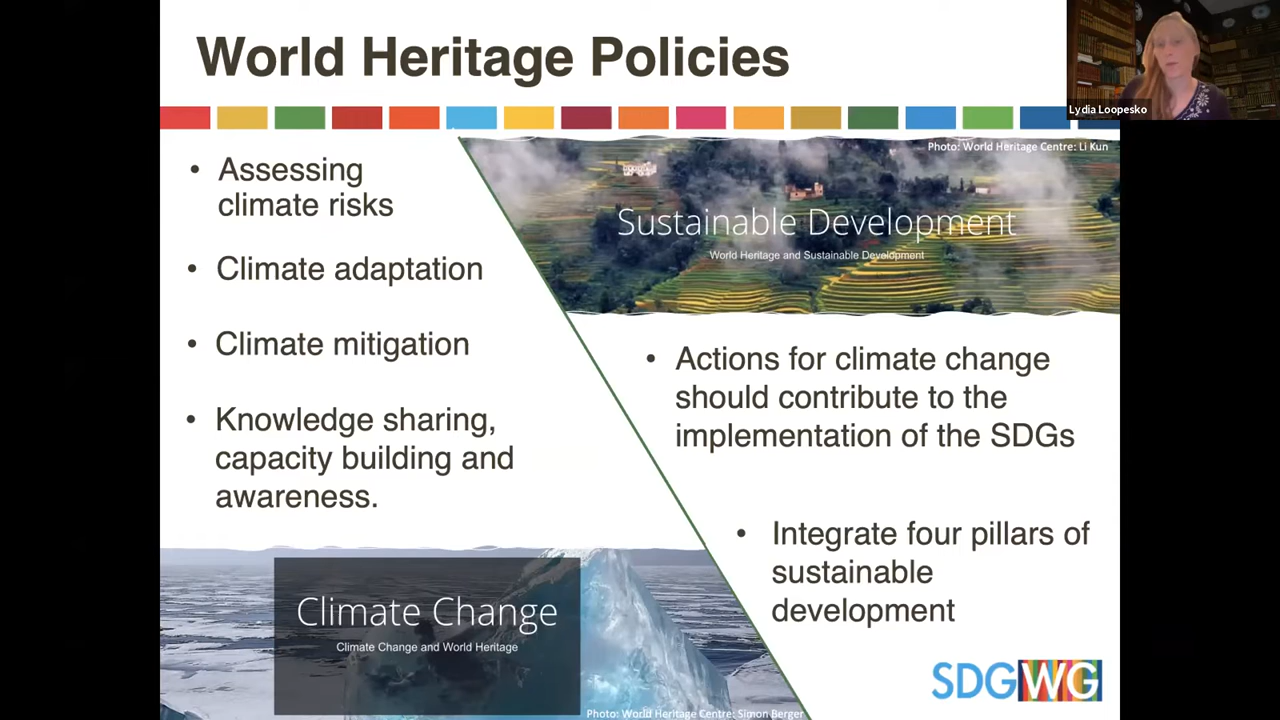 World Heritage Policies
Lydia Loopesko
Photo: World Heritage Centre: Li Kun
• Assessing
climate risks
• Climate adaptation
• Climate mitigation
• Knowledge sharing,
capacity building and
awareness.
Sustainable Development
World Heritage and Sustainable Development
• Actions for climate change
should contribute to the
implementation of the SDGs
• Integrate four pillars of
sustainable
development
Climate Change
Climate Change and World Heritage
Photo: World Heritage Centre: Simon Berger
SDGWG